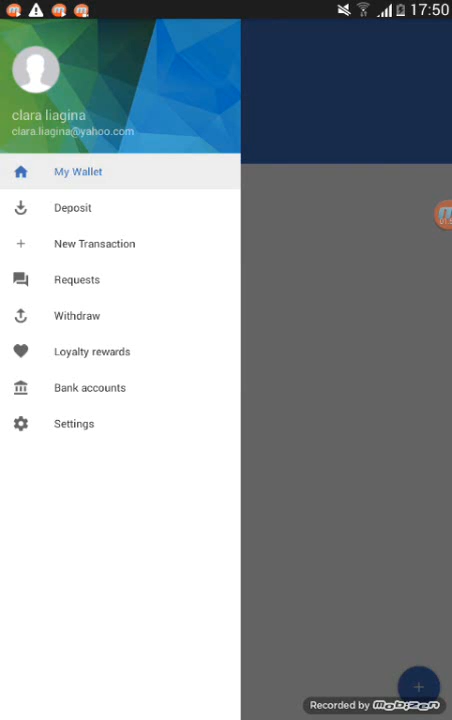 17:50
clara liagina
clara.liagina@yahoo.com
My Wallet
Deposit
New Transaction
Requests
Withdraw
Loyalty rewards
Bank accounts
Settings
Recorded by mobizen